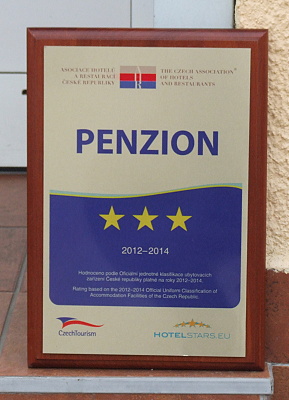 ASOCIACE HOTELŮ
A RESTAURACÍ
ČESKÉ REPUBLIKY
THE CZECH ASSOCIATION
OF HOTELS
AND RESTAURANTS
PENZION
2012–2014
Hodnoceno podle Oficiální jednotné klasifikace ubytovacích
zařízení České republiky platné na roky 2012–2014.
Rating based on the 2012–2014 Official Uniform Classification of
Accommodation Facilities of the Czech Republic.
CzechTourism
HOTELSTARS.EU